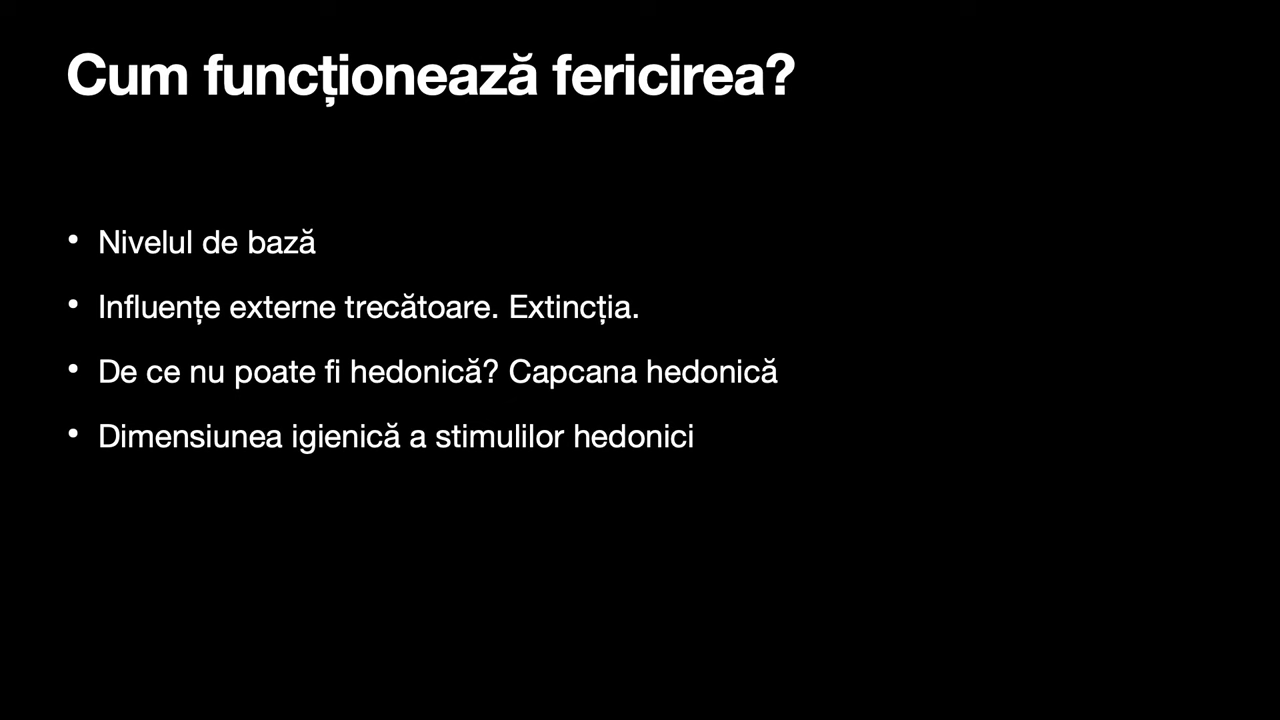 Cum funcționează fericirea?
• Nivelul de bază
• Influențe externe trecătoare. Extincția.
• De ce nu poate fi hedonică? Capcana hedonică
• Dimensiunea igienică a stimulilor hedonici